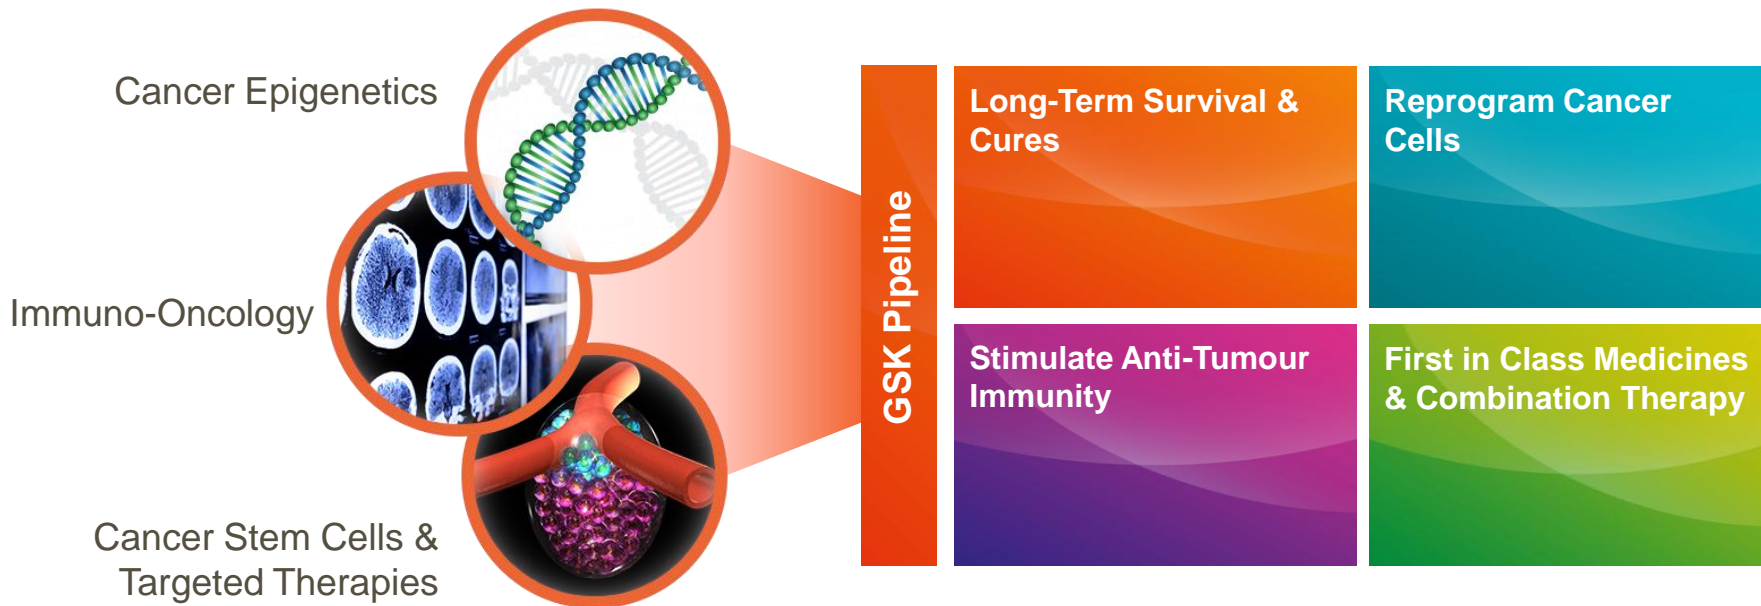 Cancer Epigenetics
Immuno-Oncology
Cancer Stem Cells &
Targeted Therapies
GSK Pipeline
Long-Term Survival &
Cures
Reprogram Cancer
Cells
Stimulate Anti-Tumour
Immunity
First in Class Medicines
& Combination Therapy